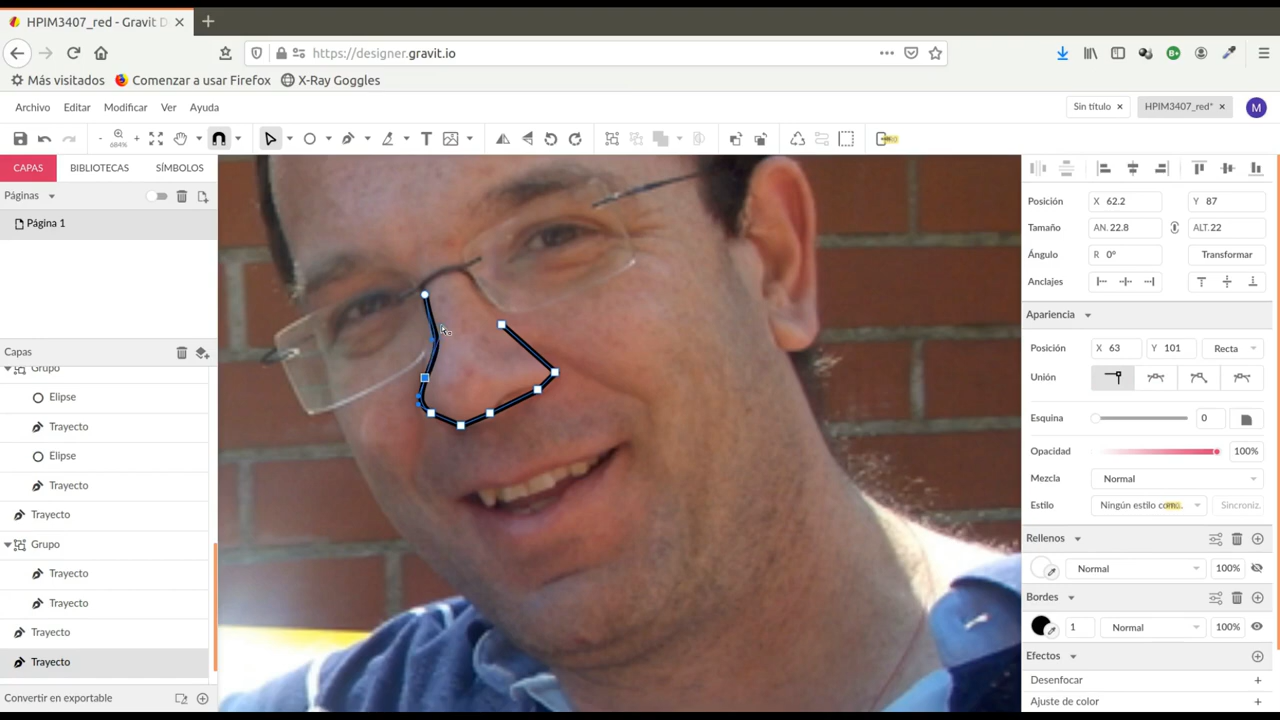 HPIM3407_red - Gravit D
https://designer.gravit.io
Más visitados Comenzar a usar Firefox X-Ray Goggles
Archivo Editar Modificar Ver Ayuda
Sin título HPIM3407_red* M
684%
CAPAS BIBLIOTECAS SÍMBOLOS
Páginas
Página 1
Capas
Grupo
Elipse
Trayecto
Elipse
Trayecto
Trayecto
Grupo
Trayecto
Trayecto
Trayecto
Trayecto
Convertir en exportable
Posición X 62.2 Y 87
Tamaño AN. 22.8 ALT. 22
Ángulo R 0° Transformar
Anclajes
Apariencia
Posición X 63 Y 101 Recta
Unión
Esquina 0
Opacidad 100%
Mezcla Normal
Estilo Ningún estilo Sincroniz.
Rellenos
Normal 100%
Bordes
1 Normal 100%
Efectos
Desenfocar +
Ajuste de color +